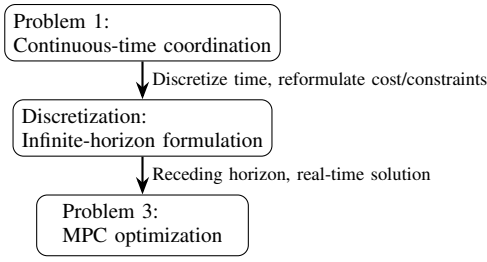 Problem 1:
Continuous-time coordination
Discretize time, reformulate cost/constraints
Discretization:
Infinite-horizon formulation
Receding horizon, real-time solution
Problem 3:
MPC optimization